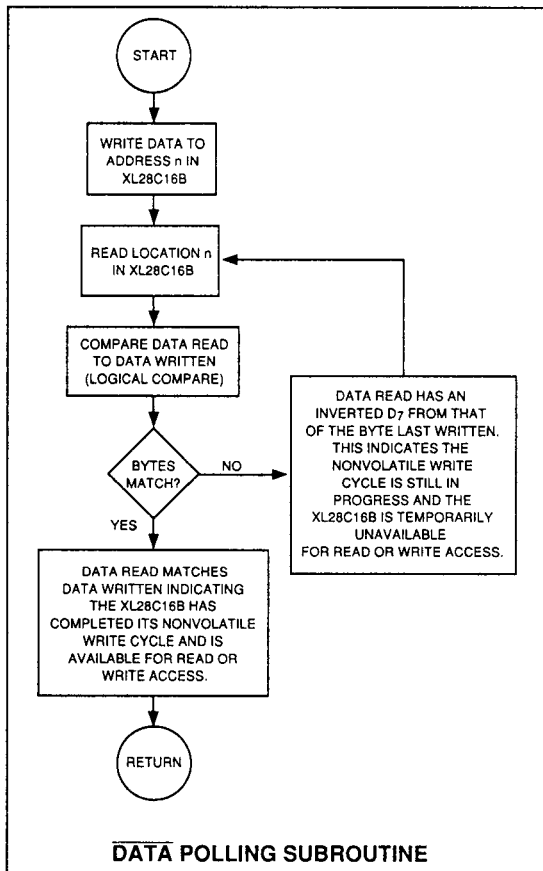 START
WRITE DATA TO
ADDRESS n IN
XL28C16B
READ LOCATION n
IN XL28C16B
COMPARE DATA READ
TO DATA WRITTEN
(LOGICAL COMPARE)
BYTES
MATCH?
NO
DATA READ HAS AN
INVERTED D7 FROM THAT
OF THE BYTE LAST WRITTEN.
THIS INDICATES THE
NONVOLATILE WRITE
CYCLE IS STILL IN
PROGRESS AND THE
XL28C16B IS TEMPORARILY
UNAVAILABLE
FOR READ OR WRITE ACCESS.
YES
DATA READ MATCHES
DATA WRITTEN INDICATING
THE XL28C16B HAS
COMPLETED ITS NONVOLATILE
WRITE CYCLE AND IS
AVAILABLE FOR READ OR
WRITE ACCESS.
RETURN
DATA POLLING SUBROUTINE